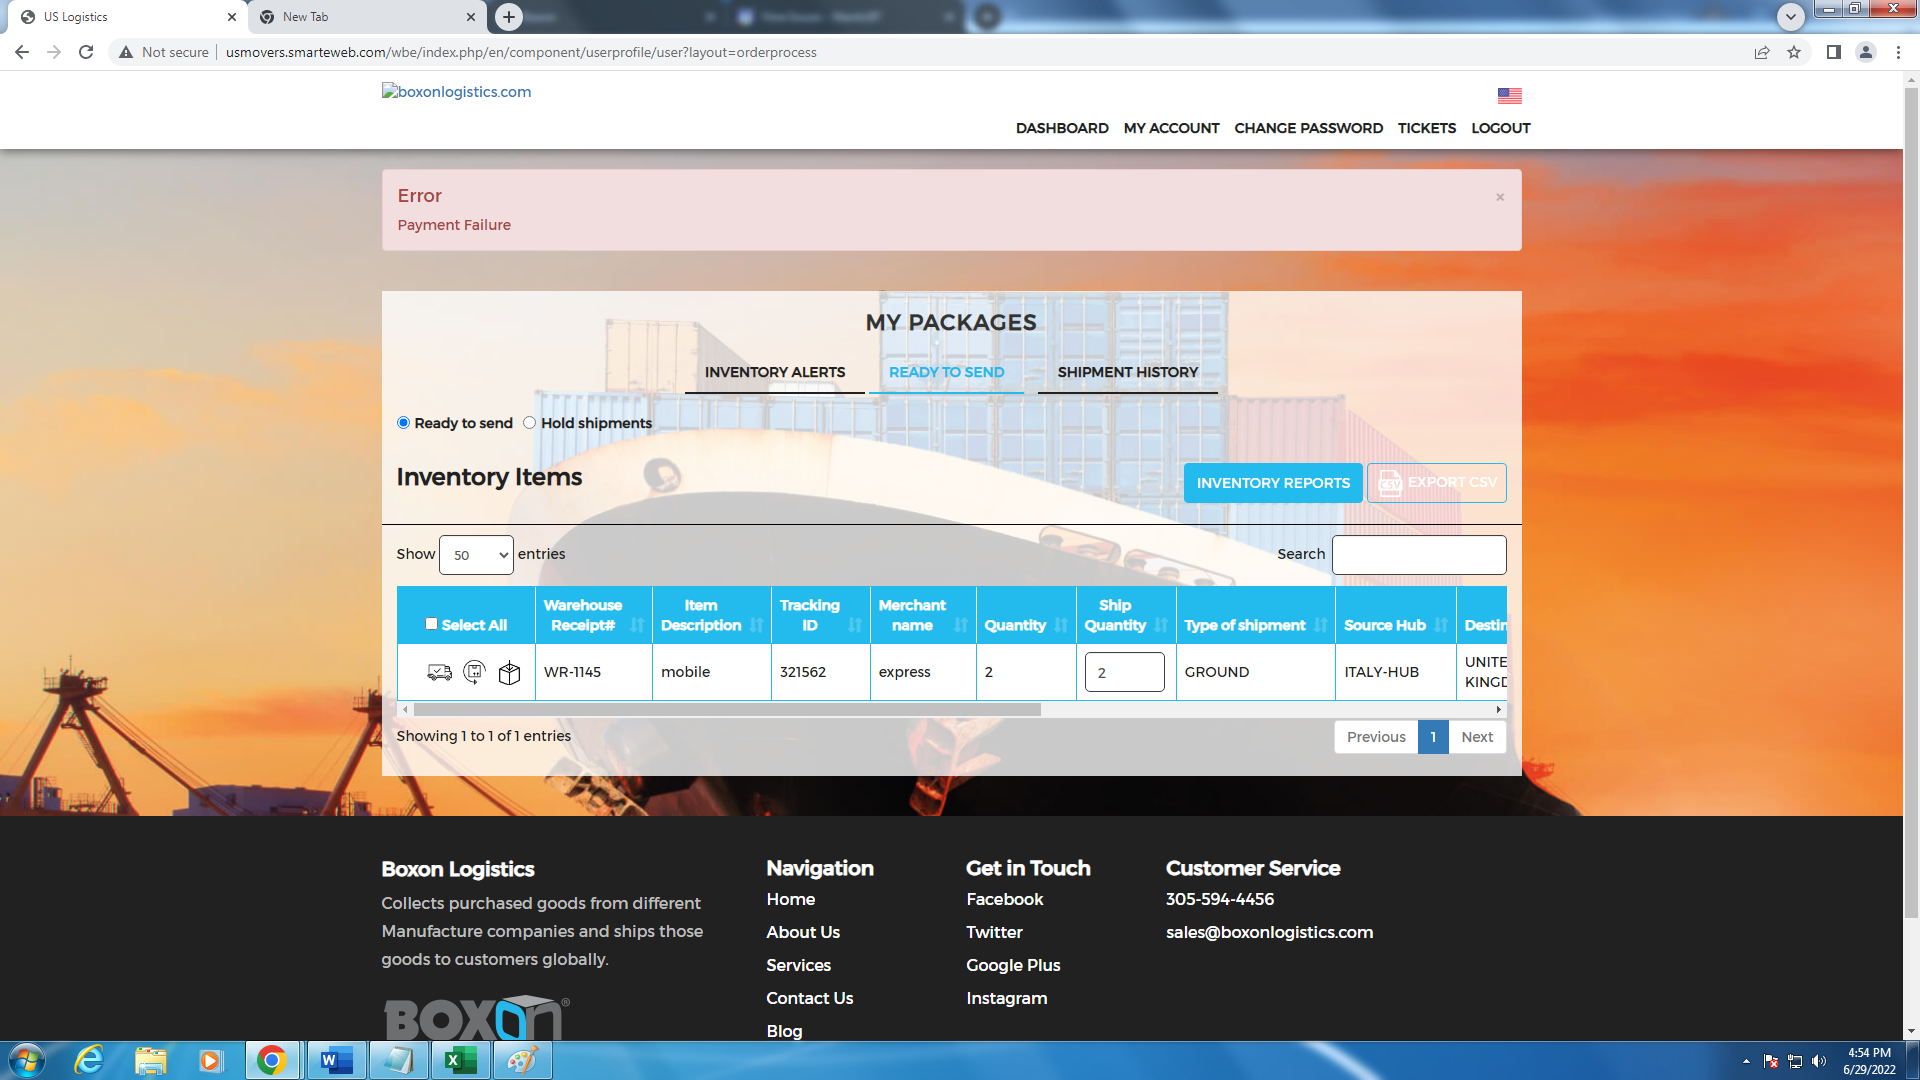 US Logistics
New Tab
Not secure
usmovers.smarteweb.com/wbe/index.php/en/component/userprofile/user?layout=orderprocess
boxonlogistics.com
DASHBOARD MY ACCOUNT CHANGE PASSWORD TICKETS LOGOUT
Error
×
Payment Failure
MY PACKAGES
INVENTORY ALERTS READY TO SEND SHIPMENT HISTORY
Ready to send Hold shipments
Inventory Items
INVENTORY REPORTS
CSV EXPORT CSV
Show 50 entries
Search
Select All
Warehouse Receipt#
Item Description
Tracking ID
Merchant name
Quantity
Ship Quantity
Type of shipment
Source Hub
Destin
WR-1145 mobile 321562 express 2 2 GROUND ITALY-HUB
UNITE
KINGD
Showing 1 to 1 of 1 entries
Previous 1 Next
Boxon Logistics
Collects purchased goods from different
Manufacture companies and ships those
goods to customers globally.
BOXON®
Navigation
Home
About Us
Services
Contact Us
Blog
Get in Touch
Facebook
Twitter
Google Plus
Instagram
Customer Service
305-594-4456
sales@boxonlogistics.com
4:54 PM
6/29/2022